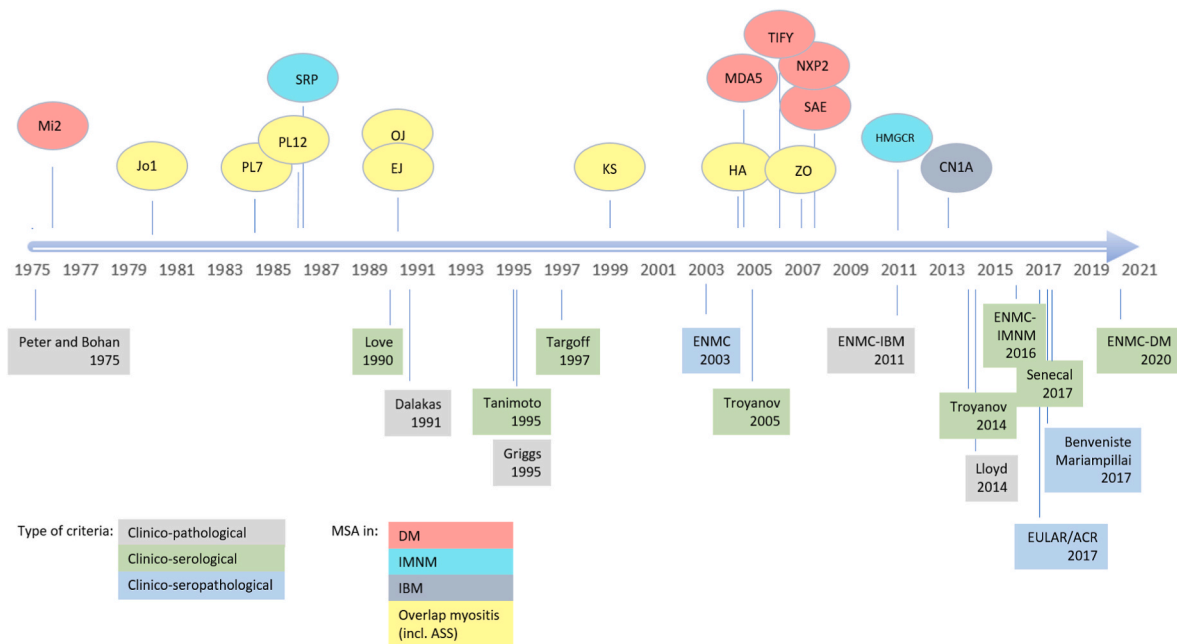 TIFY
NXP2
MDA5
SRP
SAE
Mi2
OJ
PL12
HMGCR
Jo1
PL7
EJ
KS
HA
ZO
CN1A
1975 1977 1979 1981 1983 1985 1987 1989 1991 1993 1995 1997 1999 2001 2003 2005 2007 2009 2011 2013 2015 2017 2019 2021
Peter and Bohan
1975
Love
1990
Dalakas
1991
Tanimoto
1995
Griggs
1995
Targoff
1997
ENMC
2003
Troyanov
2005
ENMC-IBM
2011
Troyanov
2014
Lloyd
2014
ENMC-
IMNM
2016
Senecal
2017
Benveniste
Mariampillai
2017
EULAR/ACR
2017
ENMC-DM
2020
Type of criteria:
Clinico-pathological
Clinico-serological
Clinico-seropathological
MSA in:
DM
IMNM
IBM
Overlap myositis
(incl. ASS)